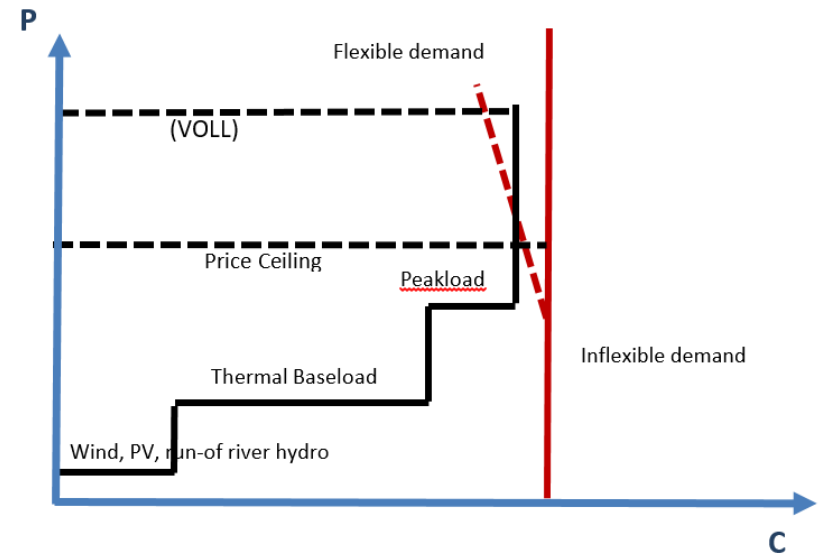 P
Flexible demand
(VOLL)
Price Ceiling
Peakload
Inflexible demand
Thermal Baseload
Wind, PV, run-of river hydro
C